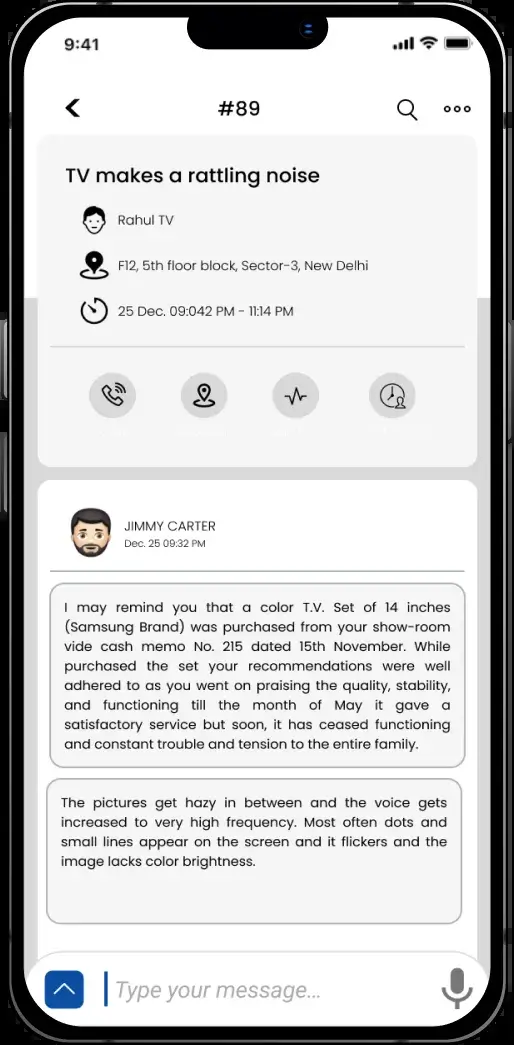 9:41
#89
TV makes a rattling noise
Rahul TV
F12, 5th floor block, Sector-3, New Delhi
25 Dec. 09:042 PM - 11:14 PM
JIMMY CARTER
Dec. 25 09:32 PM
I may remind you that a color T.V. Set of 14 inches
(Samsung Brand) was purchased from your show-room
vide cash memo No. 215 dated 15th November. While
purchased the set your recommendations were well
adhered to as you went on praising the quality, stability,
and functioning till the month of May it gave a
satisfactory service but soon, it has ceased functioning
and constant trouble and tension to the entire family.
The pictures get hazy in between and the voice gets
increased to very high frequency. Most often dots and
small lines appear on the screen and it flickers and the
image lacks color brightness.
Type your message...